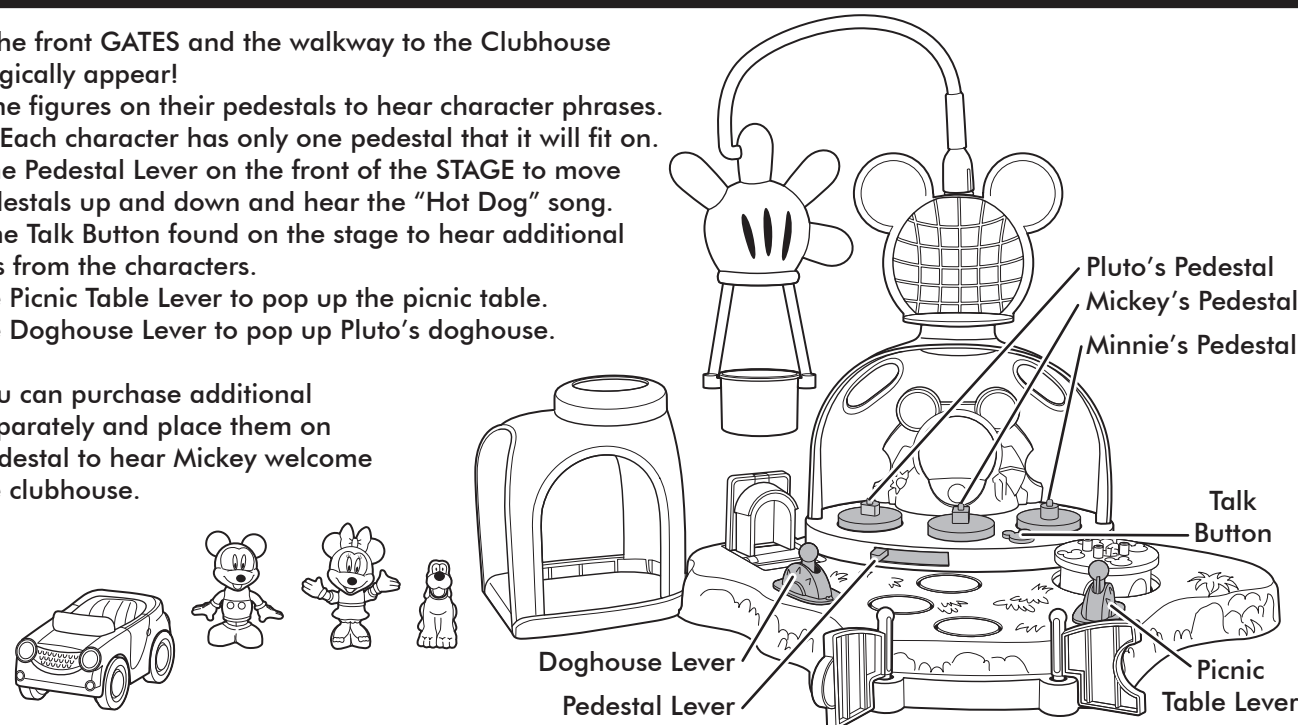 he front GATES and the walkway to the Clubhouse
gically appear!
he figures on their pedestals to hear character phrases.
Each character has only one pedestal that it will fit on.
he Pedestal Lever on the front of the STAGE to move
destals up and down and hear the “Hot Dog” song.
he Talk Button found on the stage to hear additional
s from the characters.
e Picnic Table Lever to pop up the picnic table.
e Doghouse Lever to pop up Pluto’s doghouse.
ou can purchase additional
parately and place them on
destal to hear Mickey welcome
e clubhouse.
Pluto’s Pedestal
Mickey’s Pedestal
Minnie’s Pedestal
Talk
Button
Doghouse Lever
Pedestal Lever
Picnic
Table Lever